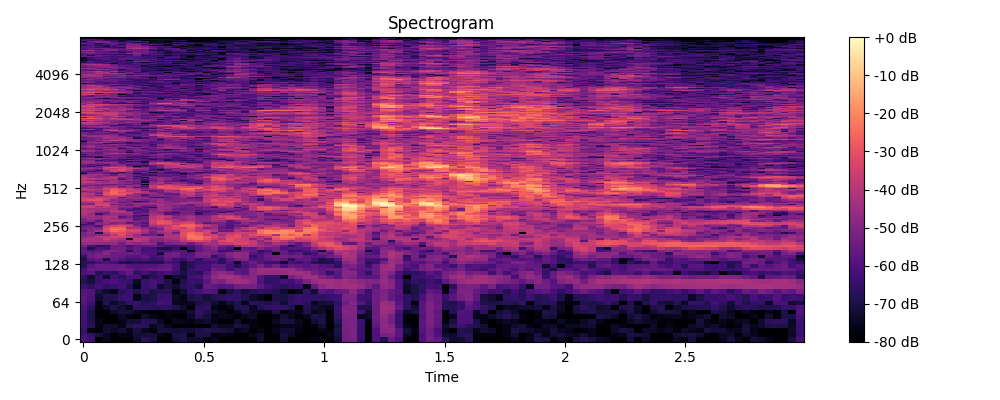 Spectrogram
+0 dB
4096
-10 dB
2048
-20 dB
1024
-30 dB
Hz
512
-40 dB
256
-50 dB
128
-60 dB
64
-70 dB
0
-80 dB
0 0.5 1 1.5 2 2.5
Time